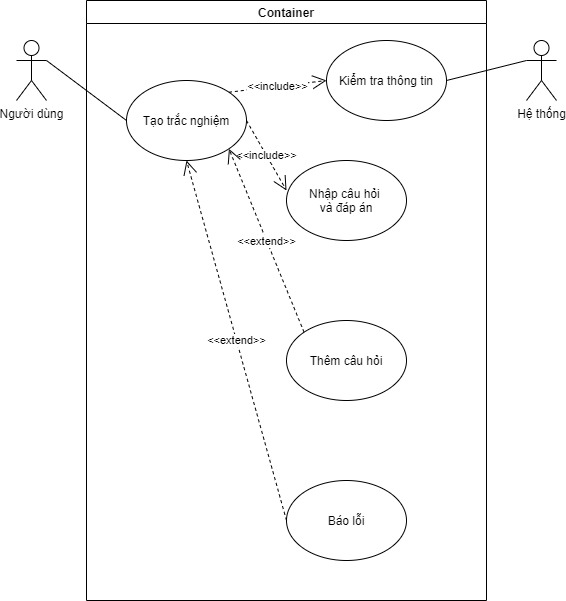 Container
Người dùng
Hệ thống
Tạo trắc nghiệm
<<include>>
Kiểm tra thông tin
<<include>>
Nhập câu hỏi
và đáp án
<<extend>>
<<extend>>
Thêm câu hỏi
Báo lỗi